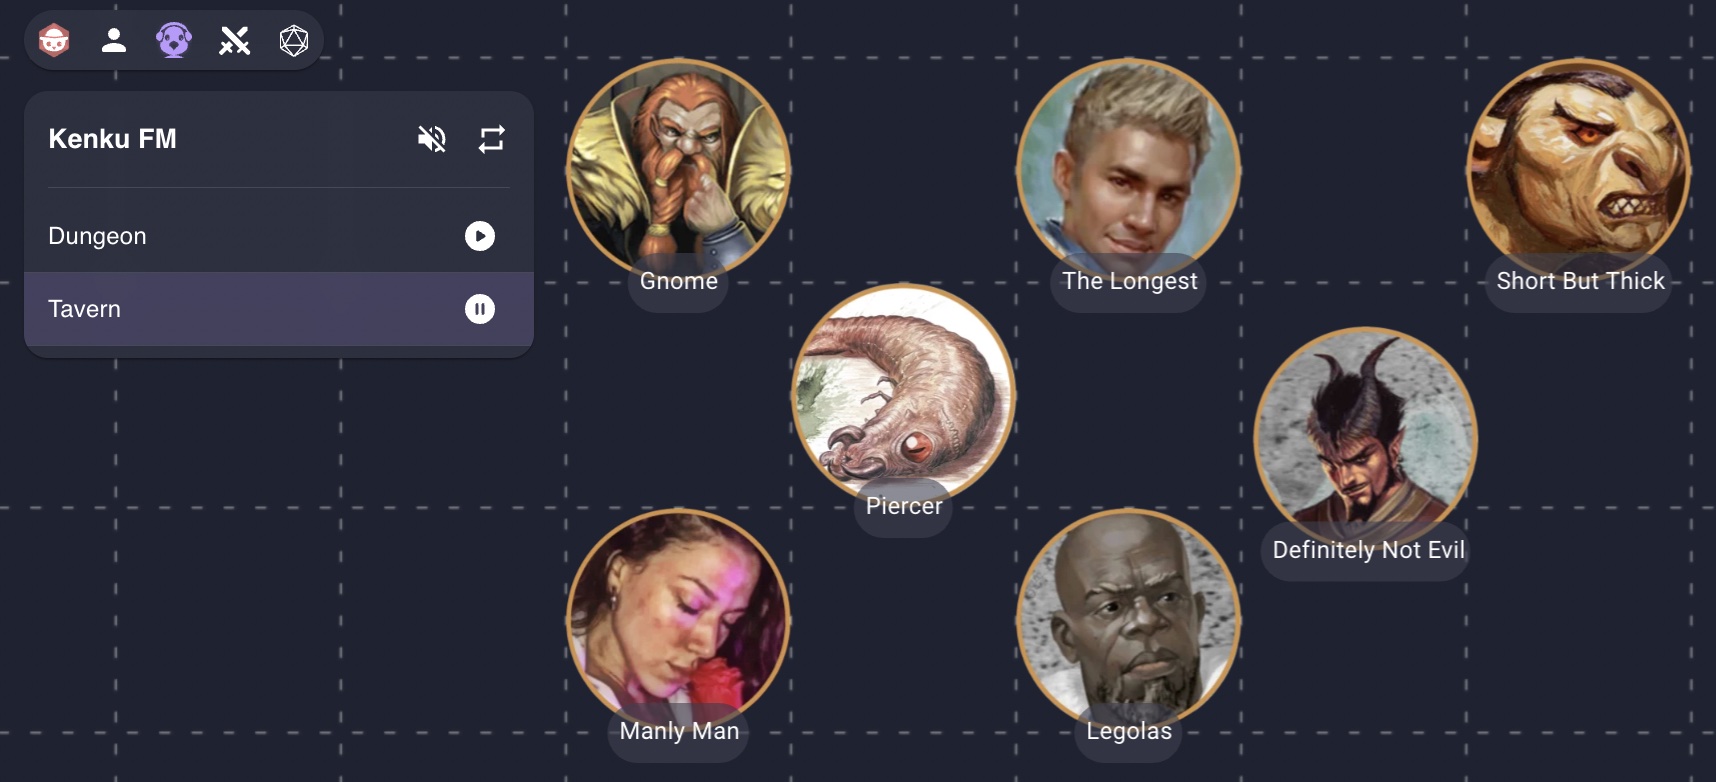 Kenku FM
Dungeon
Tavern
Gnome
The Longest
Short But Thick
Piercer
Definitely Not Evil
Manly Man
Legolas